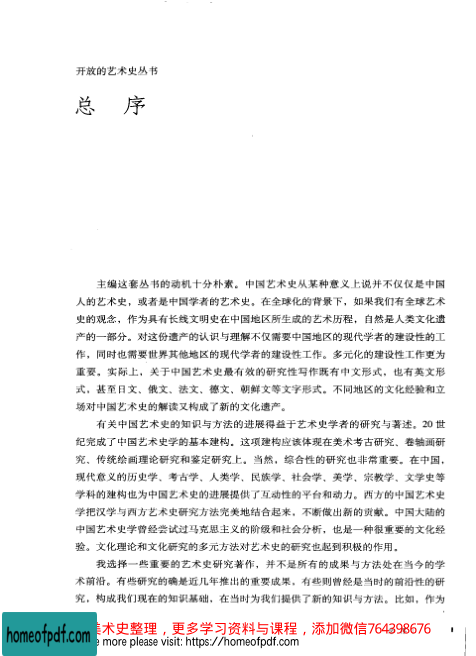 开放的艺术史丛书
总 序
主编这套丛书的动机十分朴素。中国艺术史从某种意义上说并不仅仅是中国
人的艺术史，或者是中国学者的艺术史。在全球化的背景下，如果我们有全球艺术
史的观念，作为具有长线文明史在中国地区所生成的艺术历程，自然是人类文化遗
产的一部分。对这份遗产的认识与理解不仅需要中国地区的现代学者的建设性的工
作，同时也需要世界其他地区的现代学者的建设性工作。多元化的建设性工作更为
重要。实际上，关于中国艺术史最有效的研究性写作既有中文形式，也有英文形
式，甚至日文、俄文、法文、德文、朝鲜文等文字形式。不同地区的文化经验和立
场对中国艺术史的解读又构成了新的文化遗产。
有关中国艺术史的知识与方法的进展得益于艺术史学者的研究与著述。20世
纪完成了中国艺术史学的基本建构。这项建构应该体现在美术考古研究、卷轴画研
究、传统绘画理论研究和鉴定研究上。当然，综合性的研究也非常重要。在中国，
现代意义的历史学、考古学、人类学、民族学、社会学、美学、宗教学、文学史等
学科的建构也为中国艺术史的进展提供了互动性的平台和动力。西方的中国艺术史
学把汉学与西方艺术史研究方法完美地结合起来，不断做出新的贡献。中国大陆的
中国艺术史学曾经尝试过马克思主义的阶级和社会分析，也是一种很重要的文化经
验。文化理论和文化研究的多元方法对艺术史的研究也起到积极的作用。
我选择一些重要的艺术史研究著作，并不是所有的成果与方法处在当今的学
术前沿。有些研究的确是近几年推出的重要成果，有些则曾经是当时的前沿性的研
究，构成我们现在的知识基础，在当时为我们提供了新的知识与方法。比如，作为
美术史整理，更多学习资料与课程，添加微信764398676
e more please visit: https://homeofpdf.com
homeofpdf.com